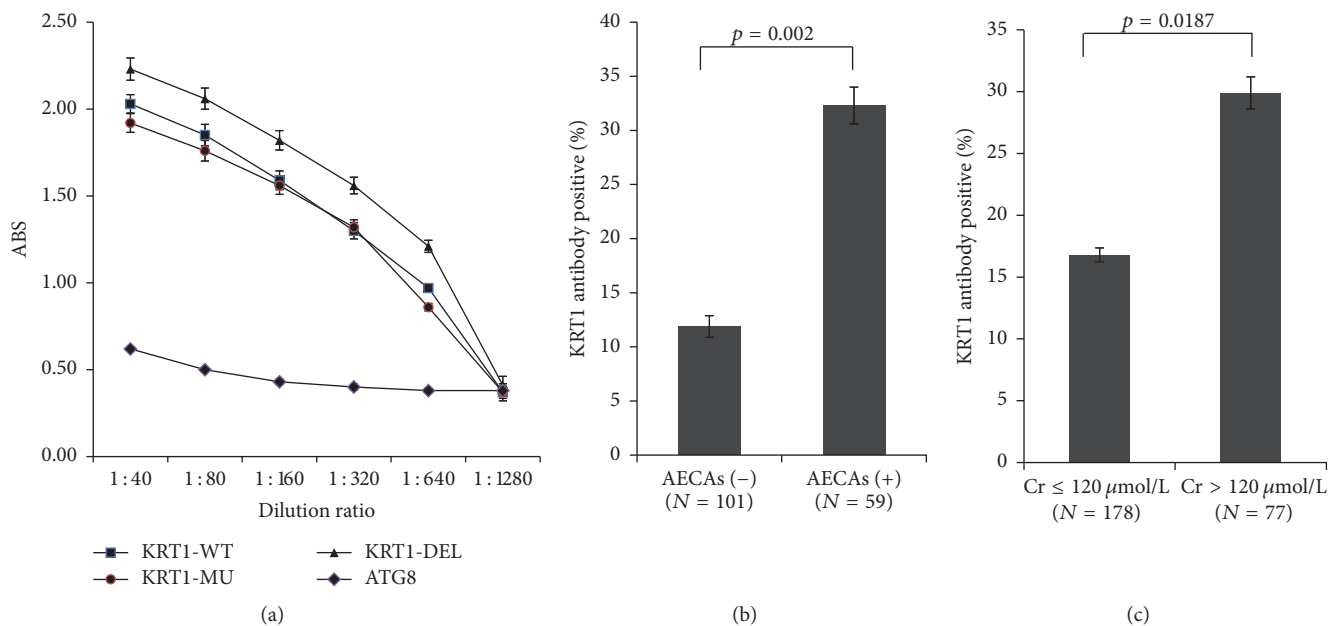 2.50
2.00
1.50
1.00
0.50
0.00
ABS
1 : 40 1 : 80 1 : 160 1 : 320 1 : 640 1 : 1280
Dilution ratio
KRT1-WT KRT1-DEL
KRT1-MU ATG8
(a)
40
35
30
25
20
15
10
5
0
KRT1 antibody positive (%)
p = 0.002
AECAs (−) AECAs (+)
(N = 101) (N = 59)
(b)
35
30
25
20
15
10
5
0
KRT1 antibody positive (%)
p = 0.0187
Cr ≤ 120 μmol/L Cr > 120 μmol/L
(N = 178) (N = 77)
(c)